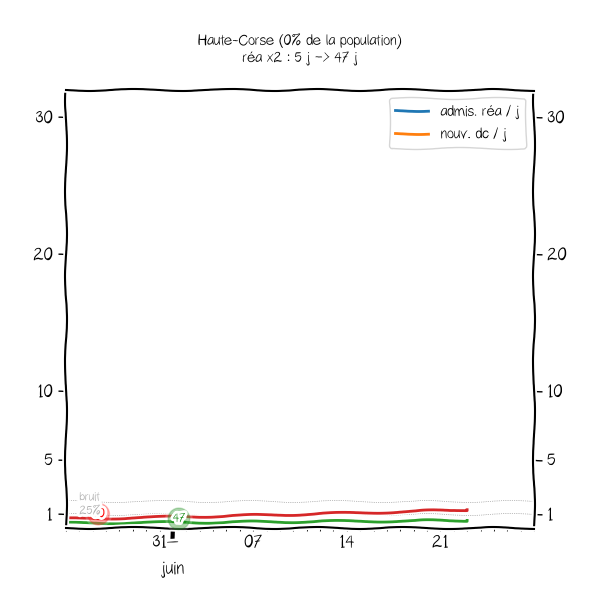 Haute-Corse (0% de la population)
réa x2 : 5 j -> 47 j
admis. réa / j
nouv. dc / j
30
30
20
20
10
10
5
5
bruit
25%
47
1
1
31
07
14
21
juin